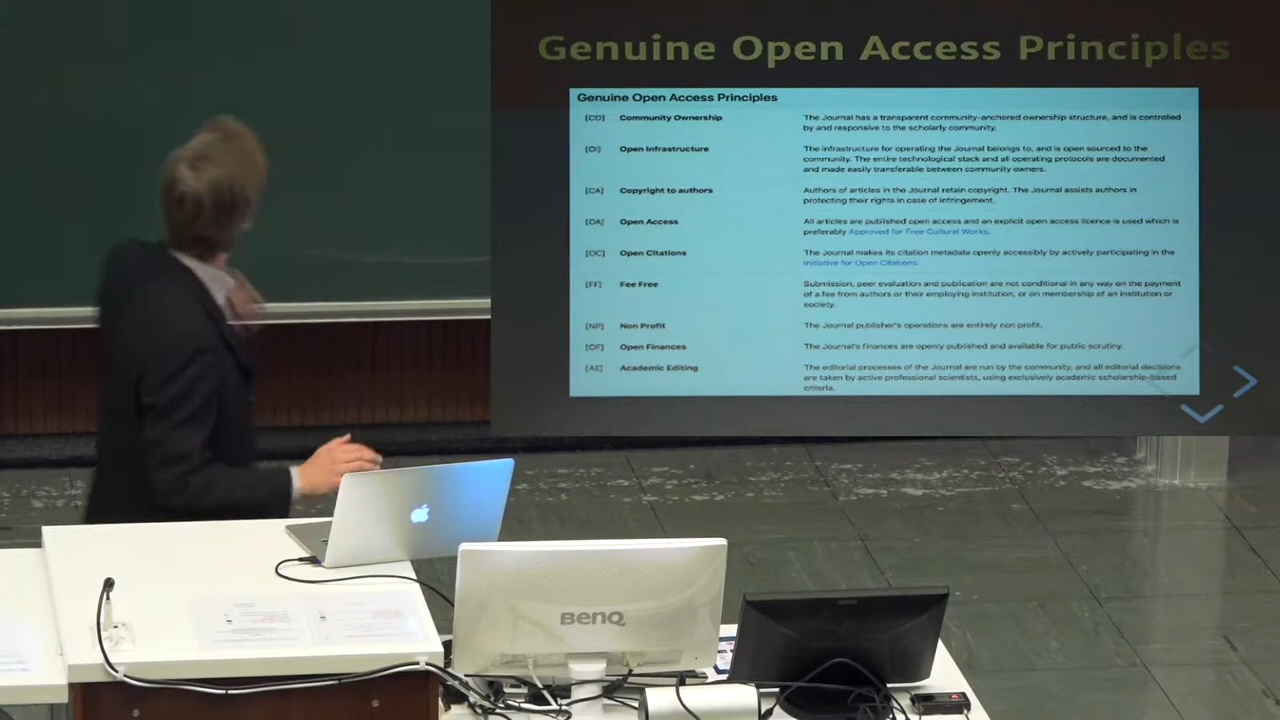 Genuine Open Access Principles
Genuine Open Access Principles
[CO] Community Ownership The Journal has a transparent community-anchored ownership structure, and is controlled
by and responsive to the scholarly community.
[OI] Open Infrastructure The infrastructure for operating the Journal belongs to, and is open sourced to the
community. The entire technological stack and all operating protocols are documented
and made easily transferable between community owners.
[CA] Copyright to authors Authors of articles in the Journal retain copyright. The Journal assists authors in
protecting their rights in case of infringement.
[OA] Open Access All articles are published open access and an explicit open access licence is used which is
preferably Approved for Free Cultural Works.
[OC] Open Citations The Journal makes its citation metadata openly accessibly by actively participating in the
Initiative for Open Citations.
[FF] Fee Free Submission, peer evaluation and publication are not conditional in any way on the payment
of a fee from authors or their employing institution, or on membership of an institution or
society.
[NP] Non Profit The Journal publisher's operations are entirely non profit.
[OF] Open Finances The Journal's finances are openly published and available for public scrutiny.
[AE] Academic Editing The editorial processes of the Journal are run by the community, and all editorial decisions
are taken by active professional scientists, using exclusively academic scholarship-based
criteria.
BenQ